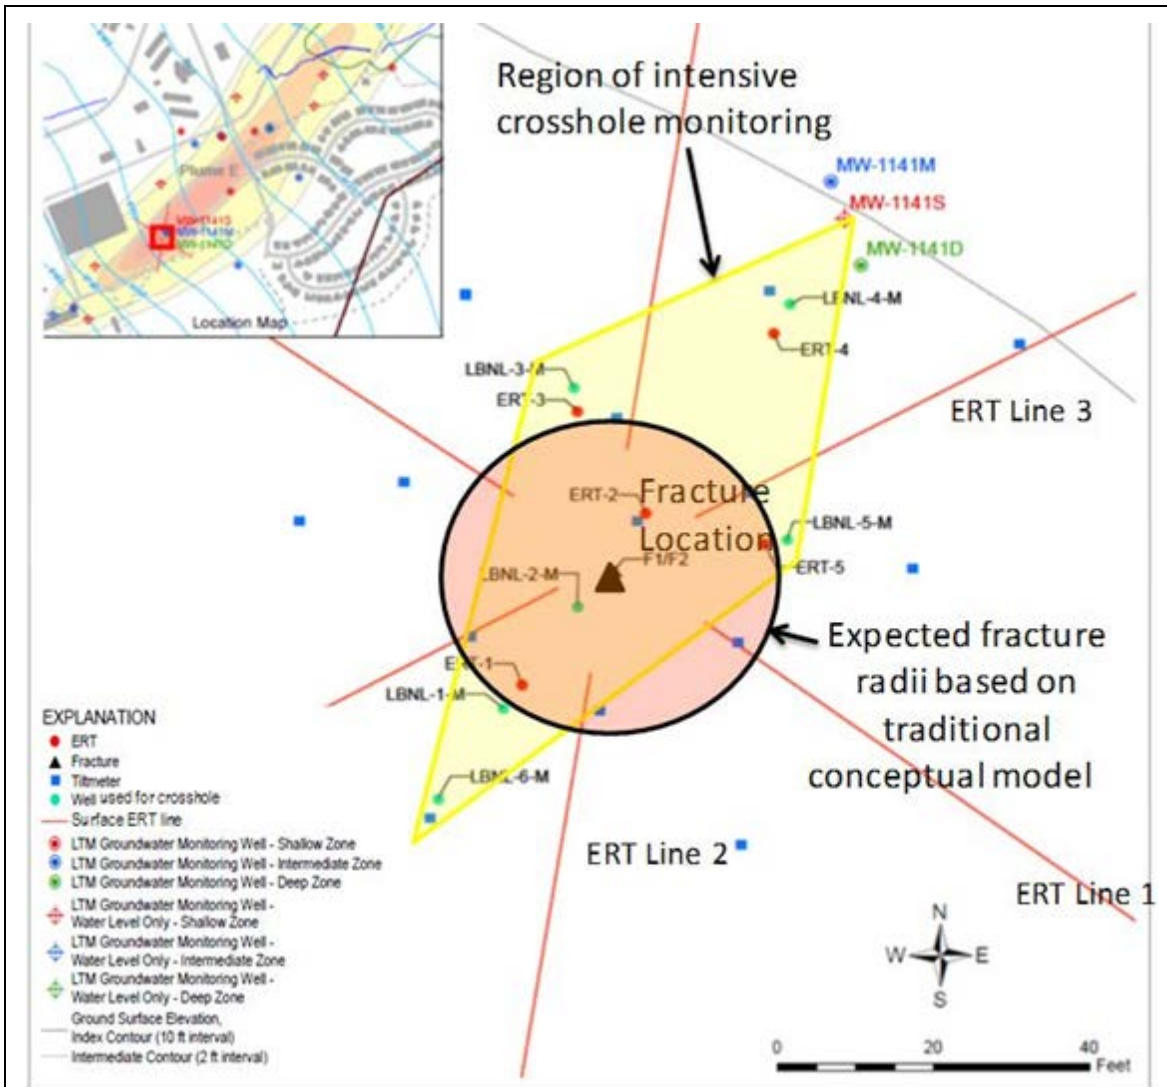 Region of intensive
crosshole monitoring
Plume E
MW-1141S
Location Map
MW-1141M
MW-1141S
MW-1141D
LBNL-4-M
ERT-4
LBNL-3-M
ERT-3
ERT Line 3
ERT-2
Fracture
Location
LBNL-5-M
F1/F2
LBNL-2-M
ERT-5
Expected fracture
radii based on
traditional
conceptual model
ERT-1
LBNL-1-M
LBNL-6-M
ERT Line 2
ERT Line 1
EXPLANATION
ERT
Fracture
Tiltmeter
Well used for crosshole
Surface ERT line
LTM Groundwater Monitoring Well - Shallow Zone
LTM Groundwater Monitoring Well - Intermediate Zone
LTM Groundwater Monitoring Well - Deep Zone
LTM Groundwater Monitoring Well -
Water Level Only - Shallow Zone
LTM Groundwater Monitoring Well -
Water Level Only - Intermediate Zone
LTM Groundwater Monitoring Well -
Water Level Only - Deep Zone
Ground Surface Elevation,
Index Contour (10 ft interval)
Intermediate Contour (2 ft interval)
N
W E
S
0 20 40
Feet